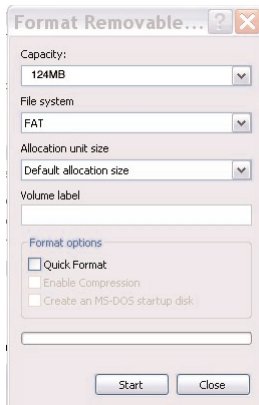 Format Removable...
Capacity:
124MB
File system
FAT
Allocation unit size
Default allocation size
Volume label
Format options
Quick Format
Enable Compression
Create an MS-DOS startup disk
Start Close